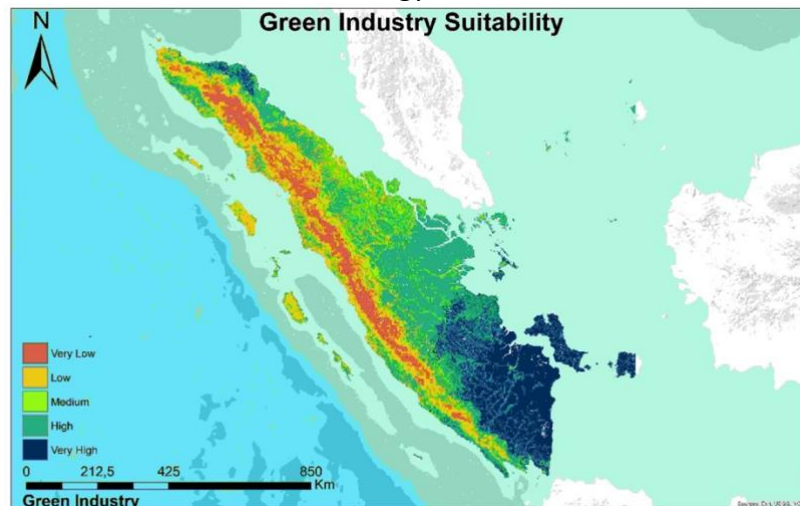 Green Industry Suitability
N
Very Low
Low
Medium
High
Very High
0 212,5 425 850
Km
Green Industry